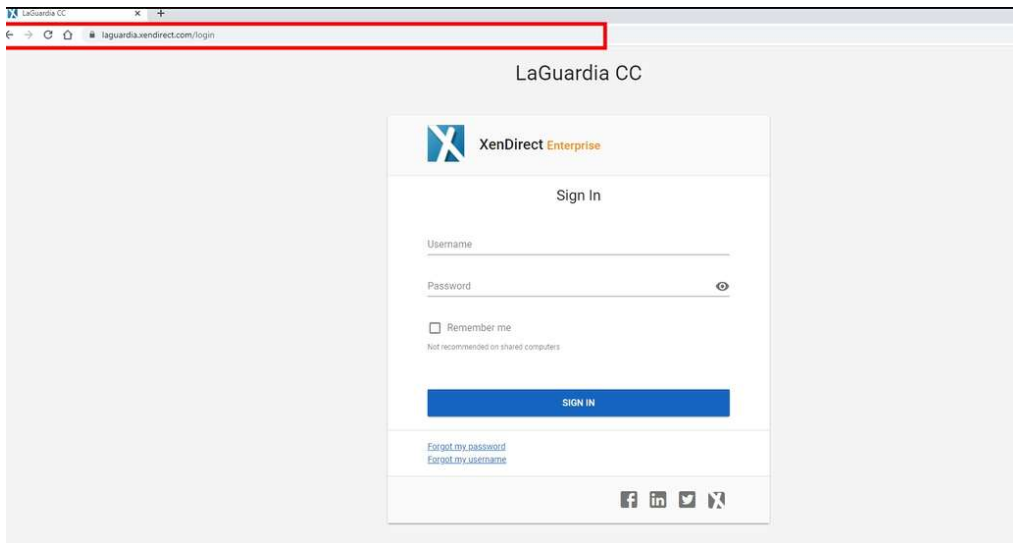 LaGuardia CC
laguardia.xendirect.com/login
LaGuardia CC
XenDirect Enterprise
Sign In
Username
Password
Remember me
Not recommended on shared computers
SIGN IN
Forgot my password
Forgot my username